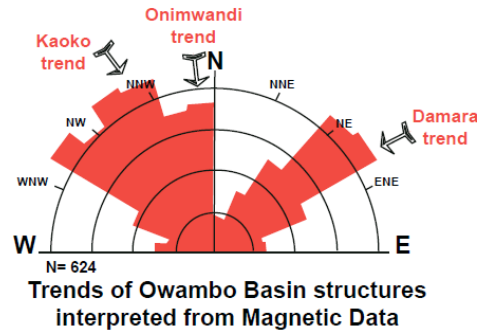 Onimwandi
trend
Kaoko
trend
N
NNW
NNE
NW
NE
Damara
trend
WNW
ENE
W
E
N= 624
Trends of Owambo Basin structures
interpreted from Magnetic Data